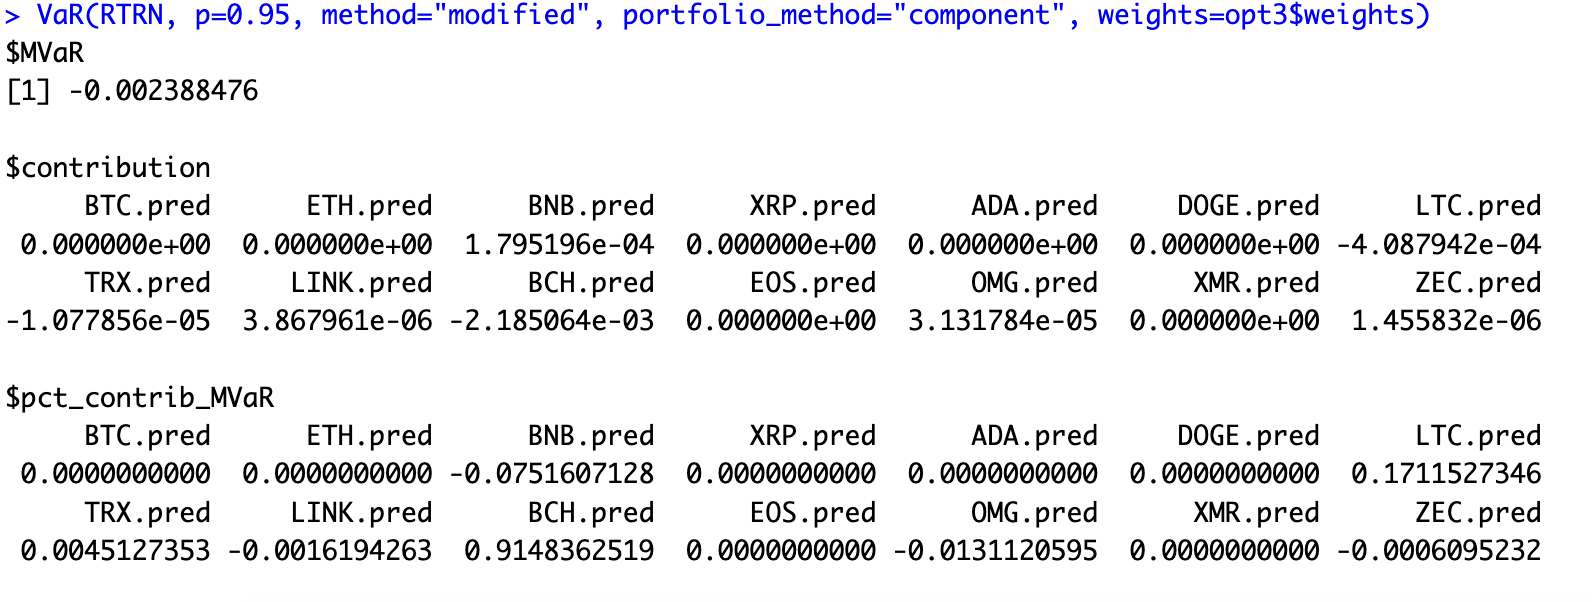 > VaR(RTRN, p=0.95, method="modified", portfolio_method="component", weights=opt3$weights)
$MVaR
[1] -0.002388476
$contribution
BTC.pred ETH.pred BNB.pred XRP.pred ADA.pred DOGE.pred LTC.pred
0.000000e+00 0.000000e+00 1.795196e-04 0.000000e+00 0.000000e+00 0.000000e+00 -4.087942e-04
TRX.pred LINK.pred BCH.pred EOS.pred OMG.pred XMR.pred ZEC.pred
-1.077856e-05 3.867961e-06 -2.185064e-03 0.000000e+00 3.131784e-05 0.000000e+00 1.455832e-06
$pct_contrib_MVaR
BTC.pred ETH.pred BNB.pred XRP.pred ADA.pred DOGE.pred LTC.pred
0.0000000000 0.0000000000 -0.0751607128 0.0000000000 0.0000000000 0.0000000000 0.1711527346
TRX.pred LINK.pred BCH.pred EOS.pred OMG.pred XMR.pred ZEC.pred
0.0045127353 -0.0016194263 0.9148362519 0.0000000000 -0.0131120595 0.0000000000 -0.0006095232